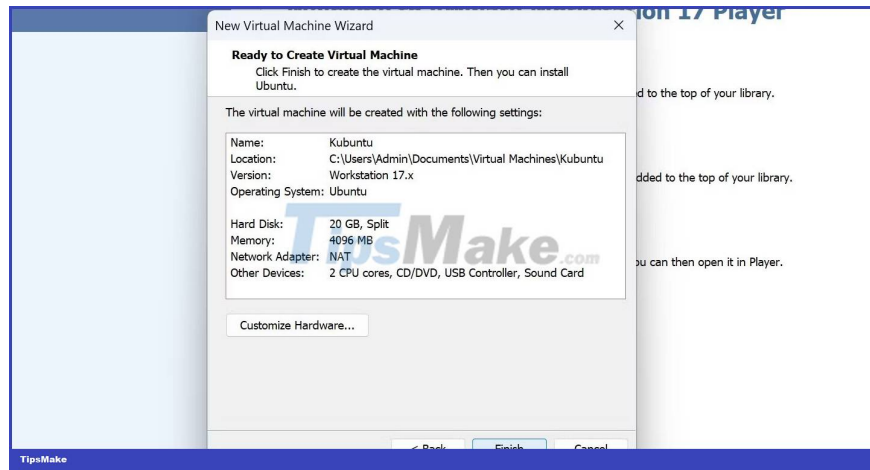 ion 17 Player
New Virtual Machine Wizard
Ready to Create Virtual Machine
Click Finish to create the virtual machine. Then you can install
Ubuntu.
d to the top of your library.
The virtual machine will be created with the following settings:
Name: Kubuntu
Location: C:\Users\Admin\Documents\Virtual Machines\Kubuntu
Version: Workstation 17.x
dded to the top of your library.
Operating System: Ubuntu
Hard Disk: 20 GB, Split
Memory: 4096 MB
Network Adapter: NAT
TipsMake.com
ou can then open it in Player.
Other Devices: 2 CPU cores, CD/DVD, USB Controller, Sound Card
Customize Hardware...
< Back Finish Cancel
TipsMake